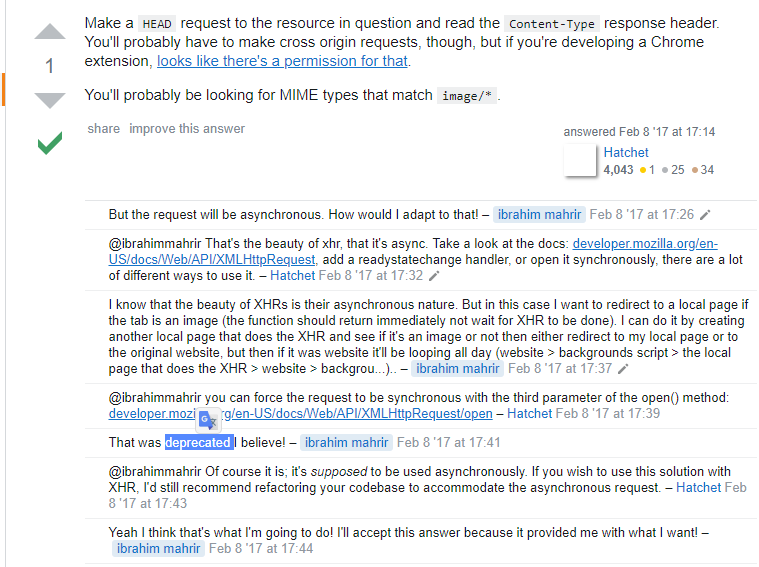 Make a HEAD request to the resource in question and read the Content-Type response header.
You'll probably have to make cross origin requests, though, but if you're developing a Chrome
extension, looks like there's a permission for that.
1
You'll probably be looking for MIME types that match image/* .
share improve this answer
answered Feb 8 '17 at 17:14
Hatchet
4,043 1 25 34
But the request will be asynchronous. How would I adapt to that! – ibrahim mahrir Feb 8 '17 at 17:26
@ibrahimmahrir That's the beauty of xhr, that it's async. Take a look at the docs: developer.mozilla.org/en-
US/docs/Web/API/XMLHttpRequest, add a readystatechange handler, or open it synchronously, there are a lot
of different ways to use it. – Hatchet Feb 8 '17 at 17:32
I know that the beauty of XHRs is their asynchronous nature. But in this case I want to redirect to a local page if
the tab is an image (the function should return immediately not wait for XHR to be done). I can do it by creating
another local page that does the XHR and see if it's an image or not then either redirect to my local page or to
the original website, but then if it was website it'll be looping all day (website > backgrounds script > the local
page that does the XHR > website > backgrou...).. – ibrahim mahrir Feb 8 '17 at 17:37
@ibrahimmahrir you can force the request to be synchronous with the third parameter of the open() method:
developer.mozi rg/en-US/docs/Web/API/XMLHttpRequest/open – Hatchet Feb 8 '17 at 17:39
That was deprecated I believe! – ibrahim mahrir Feb 8 '17 at 17:41
@ibrahimmahrir Of course it is; it's supposed to be used asynchronously. If you wish to use this solution with
XHR, I'd still recommend refactoring your codebase to accommodate the asynchronous request. – Hatchet Feb
8 '17 at 17:43
Yeah I think that's what I'm going to do! I'll accept this answer because it provided me with what I want! –
ibrahim mahrir Feb 8 '17 at 17:44